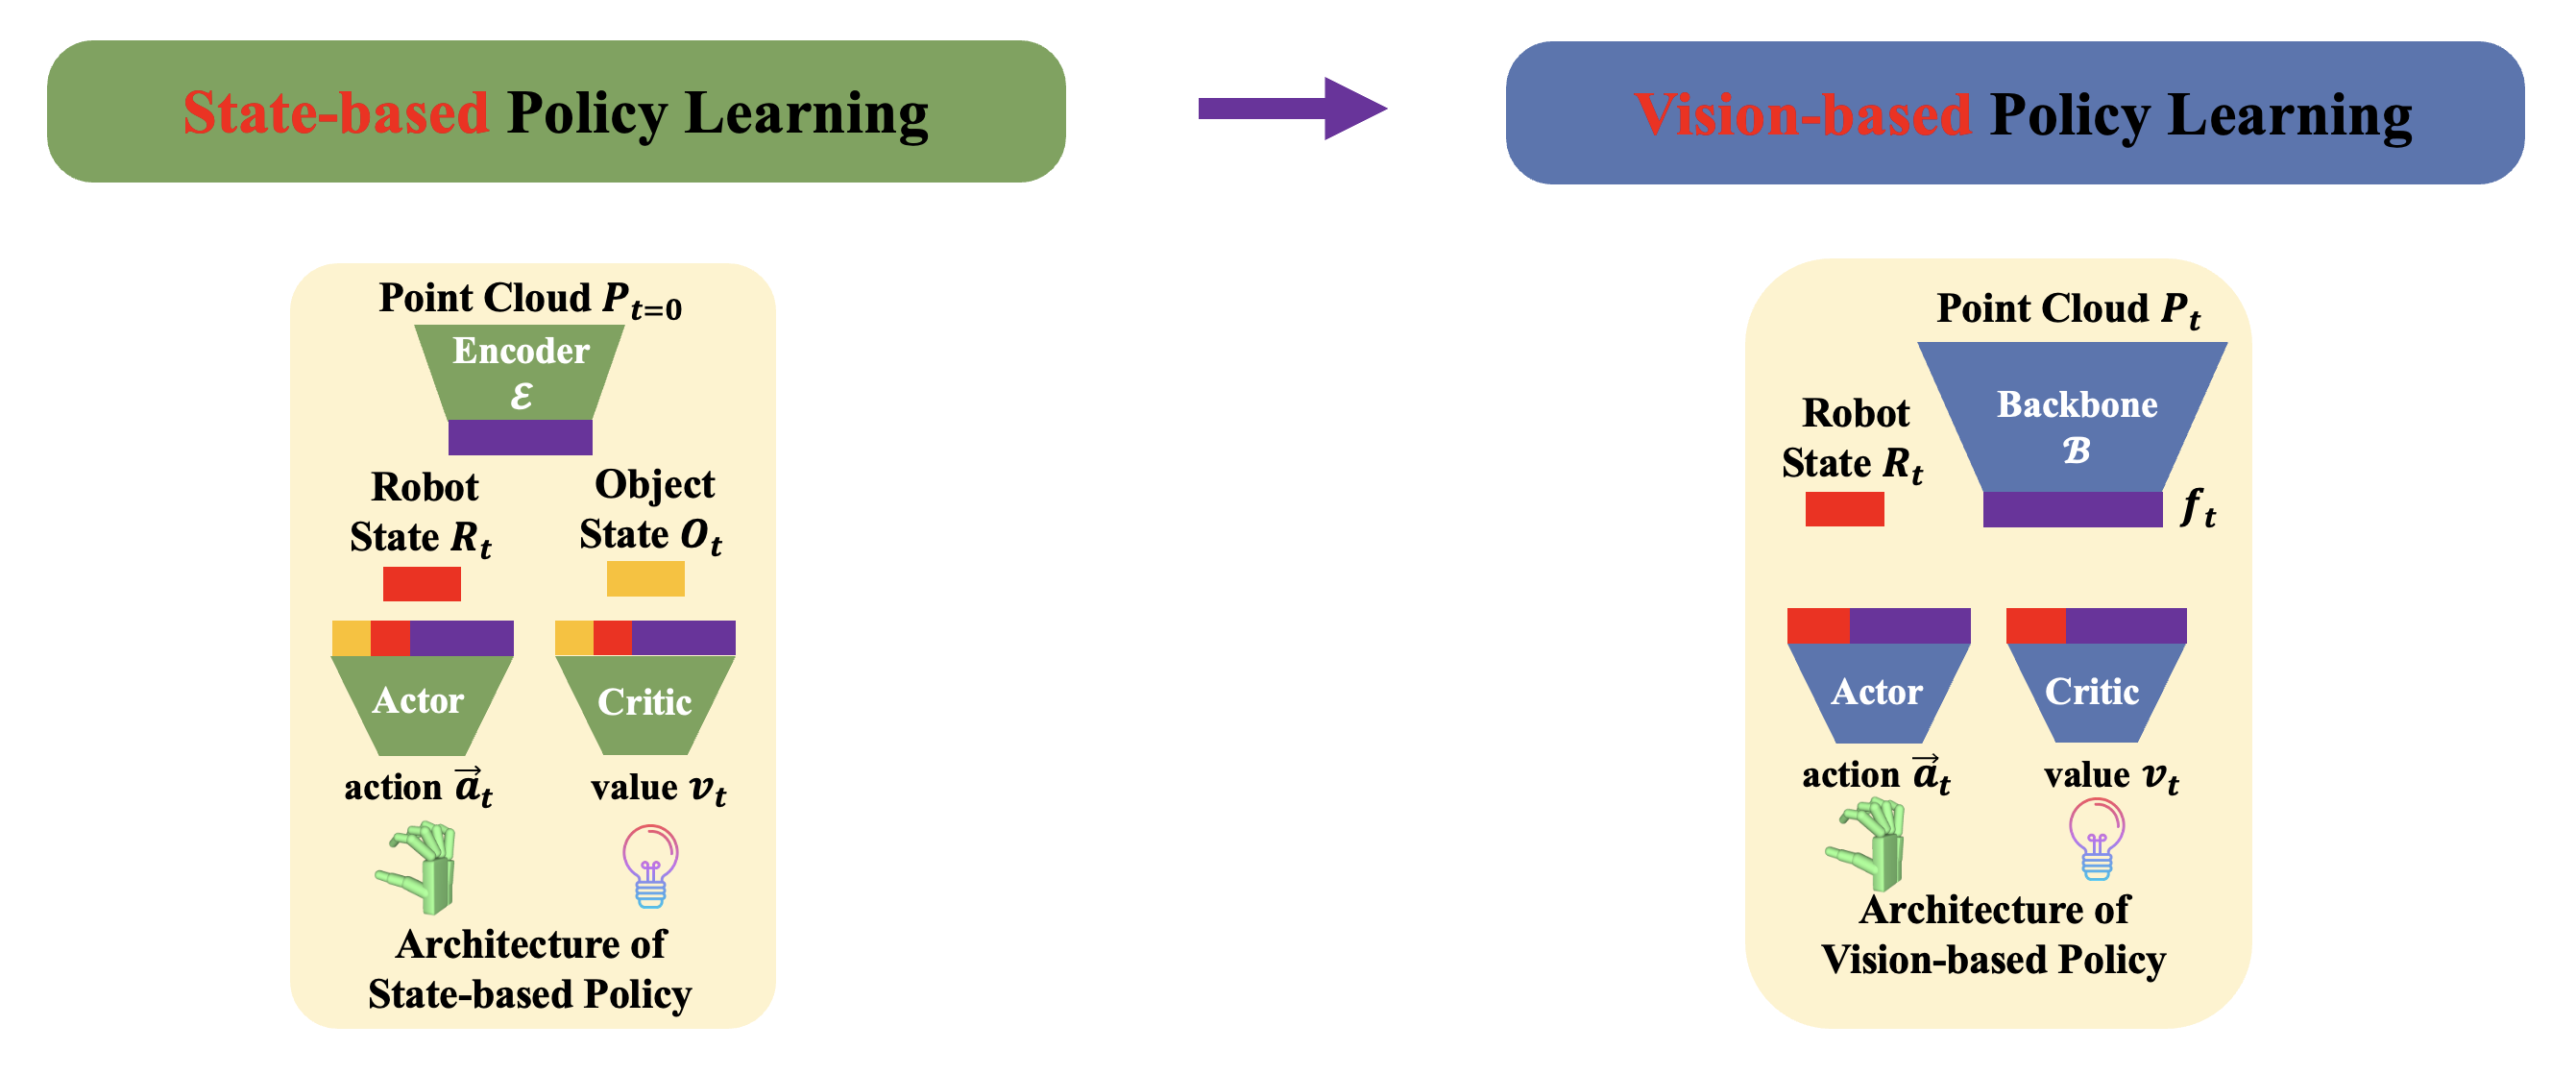 State-based Policy Learning
Vision-based Policy Learning
Point Cloud P_{t=0}
Encoder
ℰ
Robot
State R_t
Object
State O_t
Actor
Critic
action \vec{a}_t
value v_t
Architecture of
State-based Policy
Point Cloud P_t
Robot
State R_t
Backbone
ℬ
f_t
Actor
Critic
action \vec{a}_t
value v_t
Architecture of
Vision-based Policy